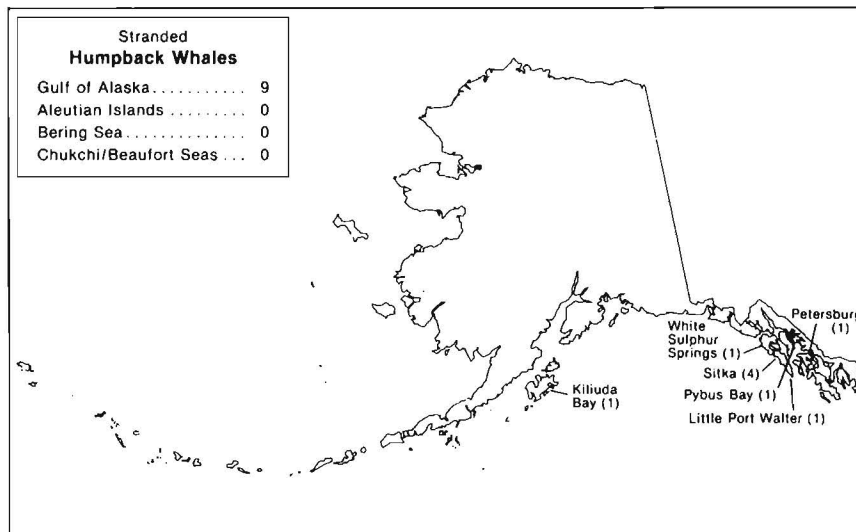 Stranded
Humpback Whales
Gulf of Alaska........... 9
Aleutian Islands ......... 0
Bering Sea.............. 0
Chukchi/Beaufort Seas ... 0
Petersburg
(1)
White
Sulphur
Springs (1)
Sitka (4)
Pybus Bay (1)
Little Port Walter (1)
Kiliuda
Bay (1)